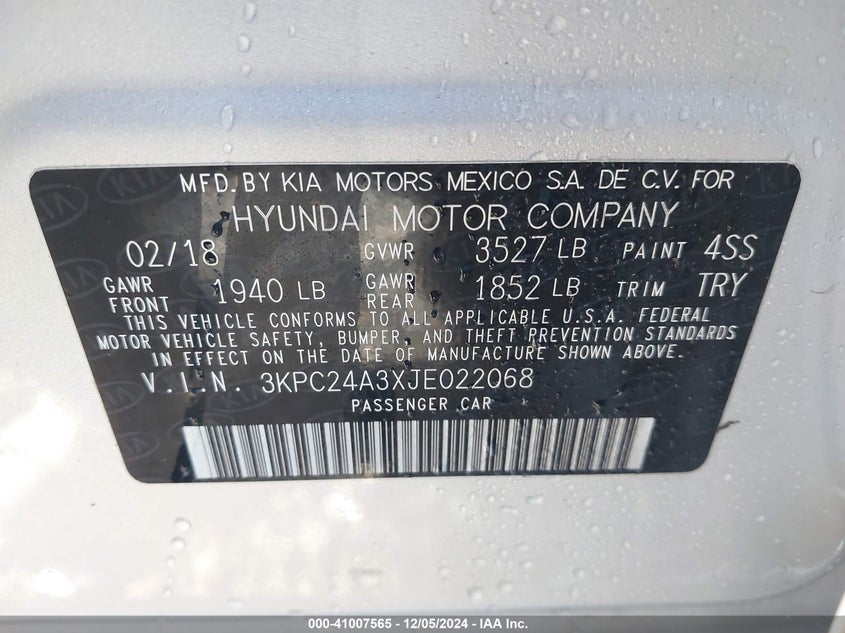 MFD. BY KIA MOTORS MEXICO S.A. DE C.V. FOR
HYUNDAI MOTOR COMPANY
02/18 GVWR 3527 LB PAINT 4SS
GAWR FRONT 1940 LB GAWR REAR 1852 LB TRIM TRY
THIS VEHICLE CONFORMS TO ALL APPLICABLE U.S.A. FEDERAL
MOTOR VEHICLE SAFETY, BUMPER, AND THEFT PREVENTION STANDARDS
IN EFFECT ON THE DATE OF MANUFACTURE SHOWN ABOVE.
V.I.N. 3KPC24A3XJE022068
PASSENGER CAR
000-41007565 - 12/05/2024 - IAA Inc.